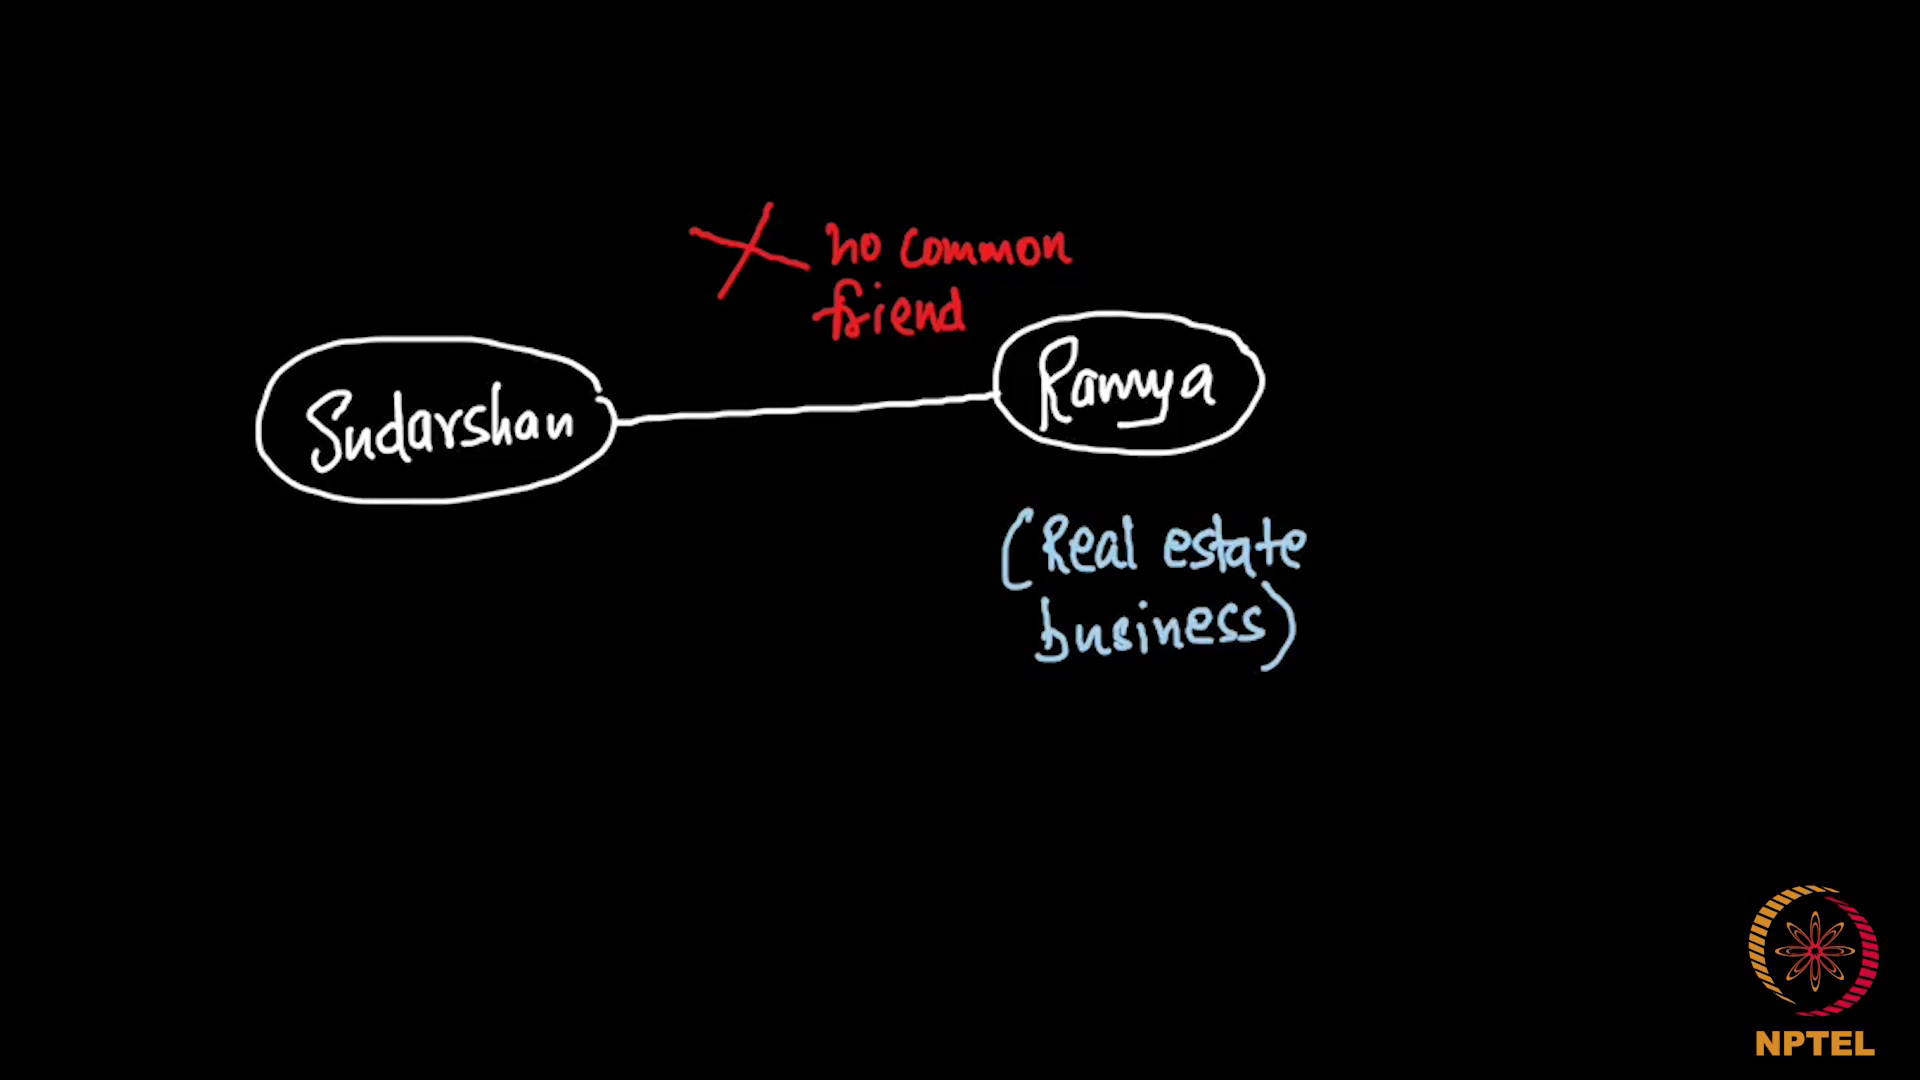 no common
friend
Sudarshan
Ramya
(Real estate
business)
NPTEL